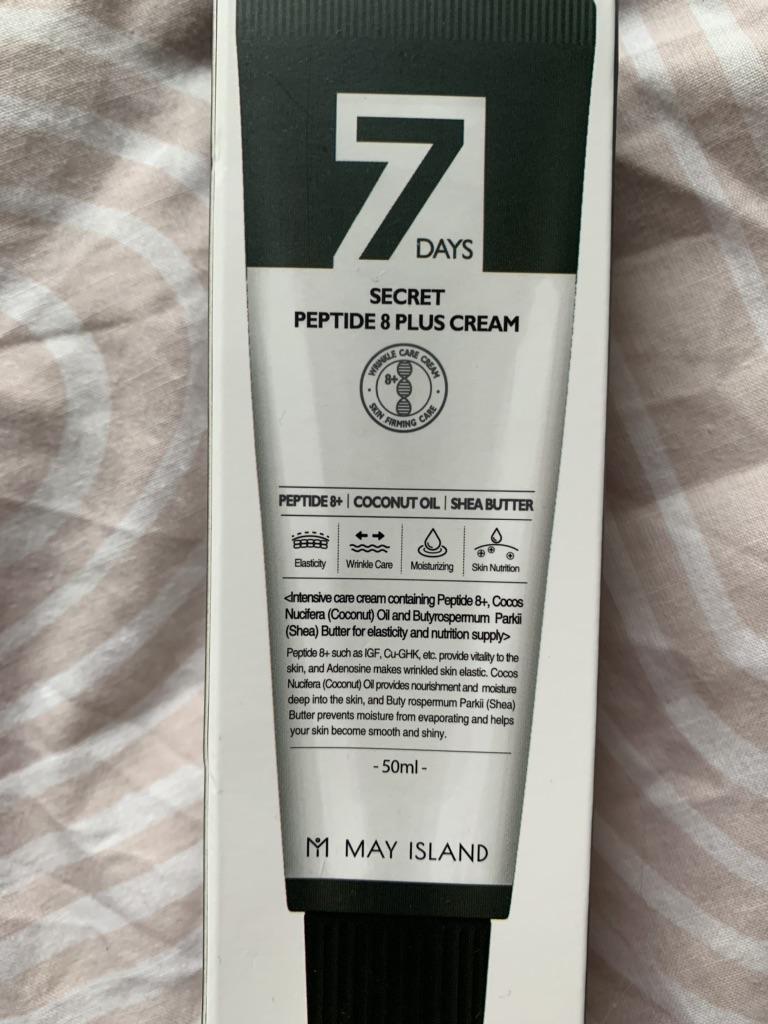 7
DAYS
SECRET
PEPTIDE 8 PLUS CREAM
WRINKLE CARE CREAM
8+
SKIN FIRMING CARE
PEPTIDE 8+ | COCONUT OIL | SHEA BUTTER
Elasticity
Wrinkle Care
Moisturizing
Skin Nutrition
<Intensive care cream containing Peptide 8+, Cocos
Nucifera (Coconut) Oil and Butyrospermum Parkii
(Shea) Butter for elasticity and nutrition supply>
Peptide 8+ such as IGF, Cu-GHK, etc. provide vitality to the
skin, and Adenosine makes wrinkled skin elastic. Cocos
Nucifera (Coconut) Oil provides nourishment and moisture
deep into the skin, and Buty rospermum Parkii (Shea)
Butter prevents moisture from evaporating and helps
your skin become smooth and shiny.
- 50ml -
MAY ISLAND